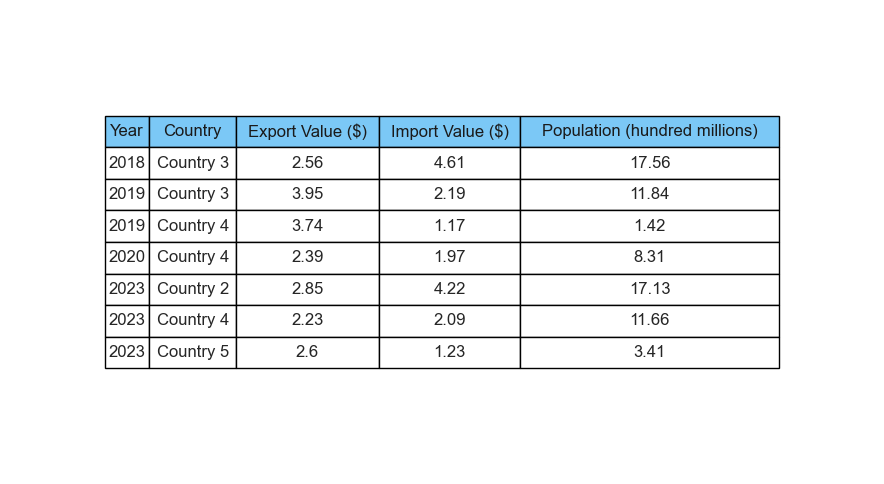 Year Country Export Value ($) Import Value ($) Population (hundred millions)
2018 Country 3 2.56 4.61 17.56
2019 Country 3 3.95 2.19 11.84
2019 Country 4 3.74 1.17 1.42
2020 Country 4 2.39 1.97 8.31
2023 Country 2 2.85 4.22 17.13
2023 Country 4 2.23 2.09 11.66
2023 Country 5 2.6 1.23 3.41